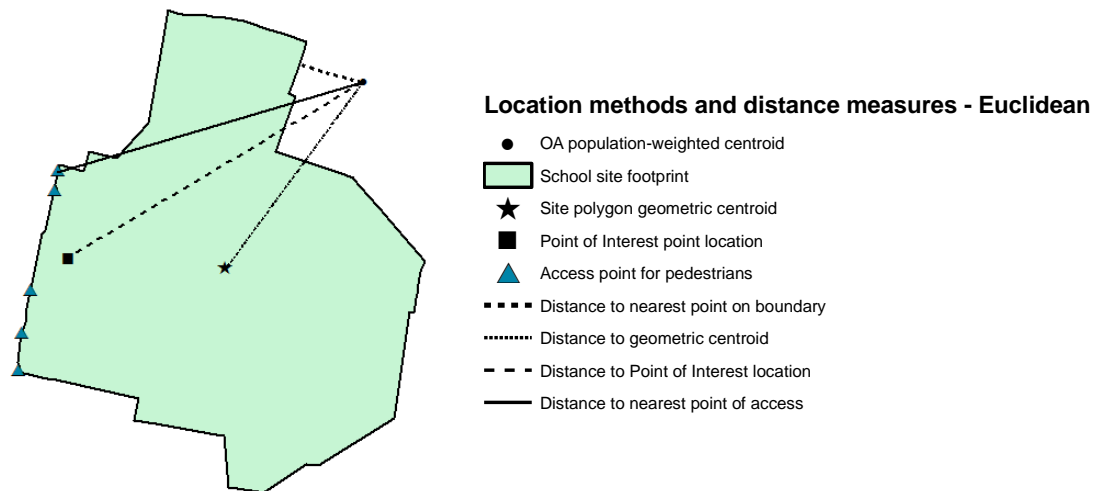 Location methods and distance measures - Euclidean
OA population-weighted centroid
School site footprint
Site polygon geometric centroid
Point of Interest point location
Access point for pedestrians
Distance to nearest point on boundary
Distance to geometric centroid
Distance to Point of Interest location
Distance to nearest point of access